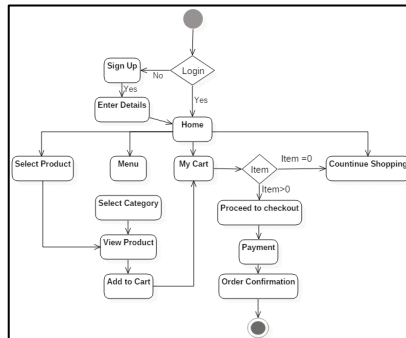 Login
Sign Up
No
Yes
Enter Details
Yes
Home
Select Product
Menu
My Cart
Item
Item =0
Countinue Shopping
Item>0
Select Category
Proceed to checkout
View Product
Payment
Add to Cart
Order Confirmation